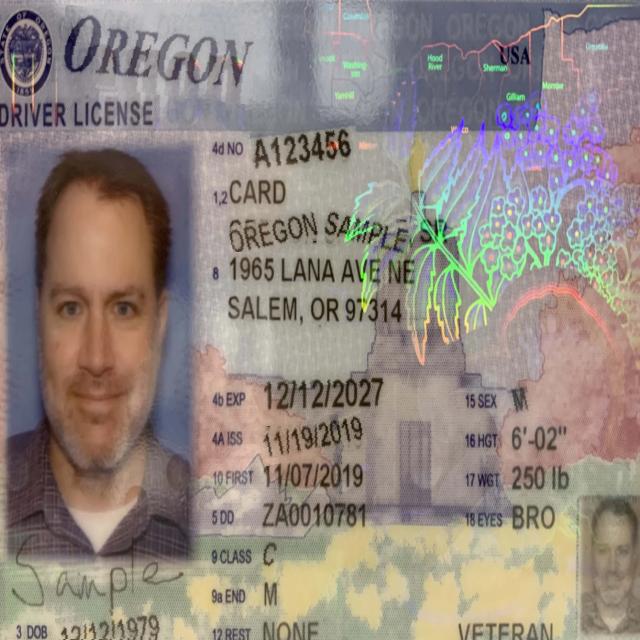 OREGON
USA
DRIVER LICENSE
Hood River
Sherman
Gilliam
4d NO A123456
1,2 CARD
OREGON SAMPLE, SR
8 1965 LANA AVE NE
SALEM, OR 97314
4b EXP 12/12/2027
15 SEX M
4A ISS 11/19/2019
16 HGT 6'-02"
10 FIRST 11/07/2019
17 WGT 250 lb
5 DD ZA0010781
18 EYES BRO
9 CLASS C
Sample
9a END M
3 DOB 12/12/1979
12 REST NONE
VETERAN